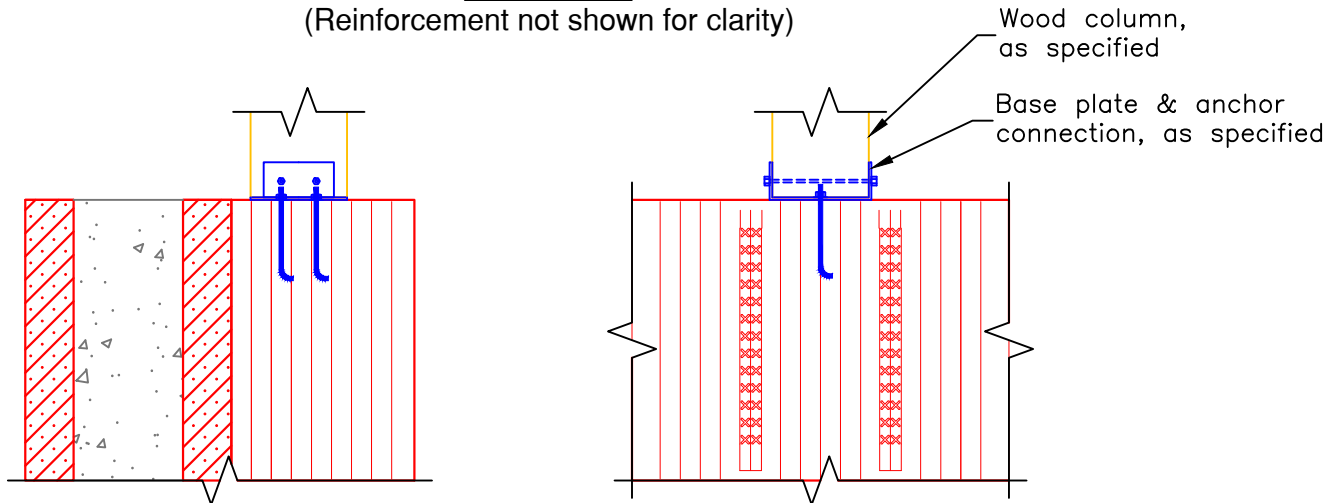 (Reinforcement not shown for clarity)
Wood column,
as specified
Base plate & anchor
connection, as specified